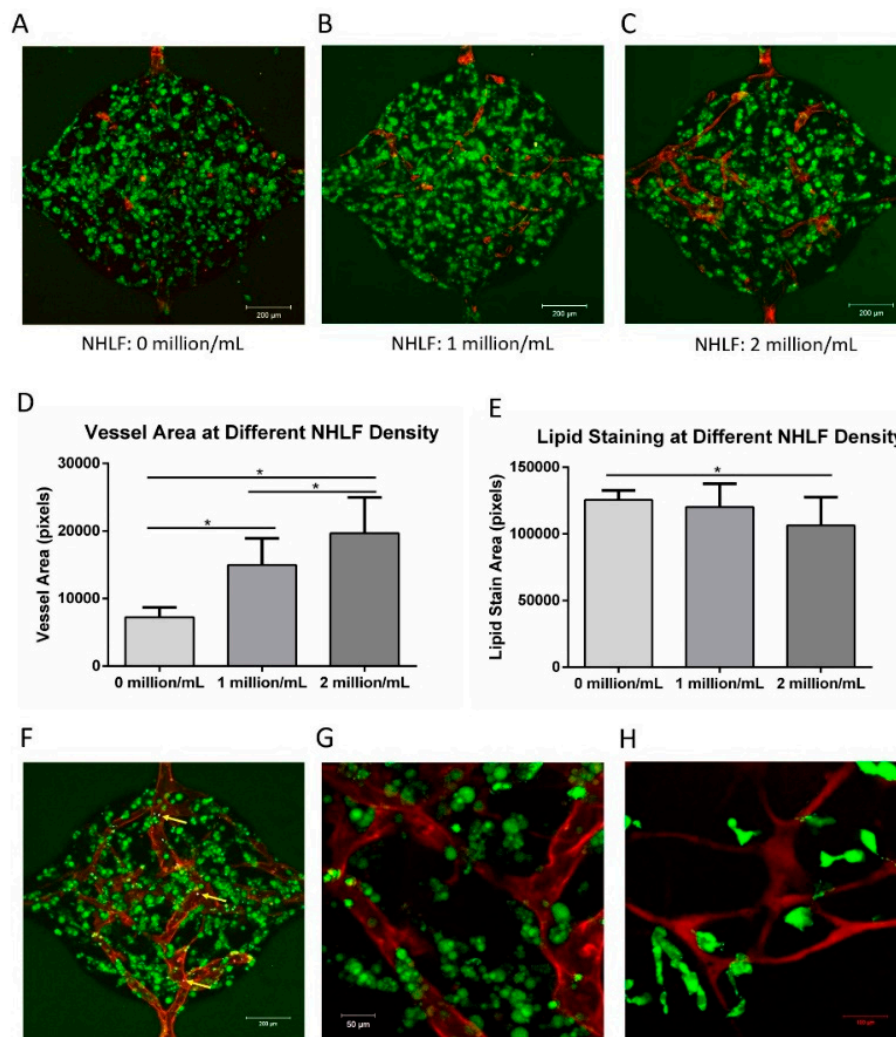 A
B
C
200 µm
200 µm
200 µm
NHLF: 0 million/mL
NHLF: 1 million/mL
NHLF: 2 million/mL
D
Vessel Area at Different NHLF Density
Vessel Area (pixels)
30000
20000
10000
0
*
*
*
0 million/mL
1 million/mL
2 million/mL
E
Lipid Staining at Different NHLF Density
Lipid Stain Area (pixels)
150000
100000
50000
0
*
0 million/mL
1 million/mL
2 million/mL
F
G
H
200 µm
50 µm